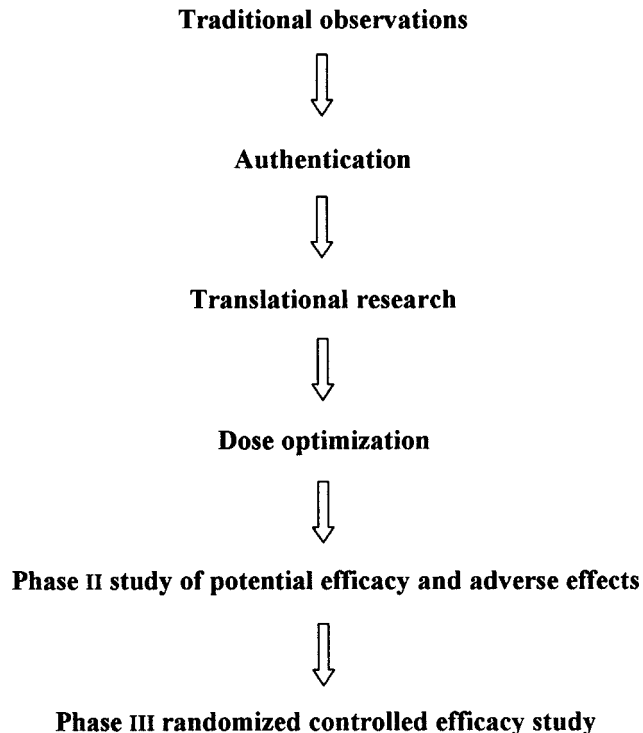 Traditional observations
Authentication
Translational research
Dose optimization
Phase II study of potential efficacy and adverse effects
Phase III randomized controlled efficacy study